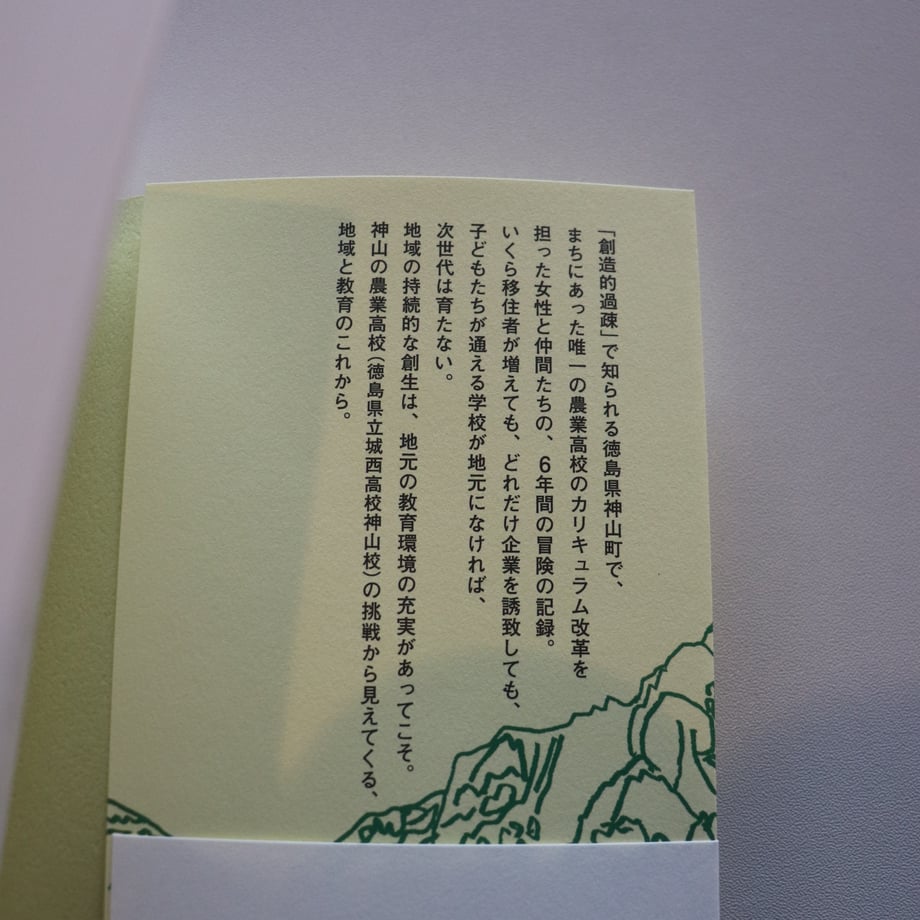 「創造的過疎」で知られる徳島県神山町で、
まちにあった唯一の農業高校のカリキュラム改革を
担った女性と仲間たちの、6年間の冒険の記録。
いくら移住者が増えても、どれだけ企業を誘致しても、
子どもたちが通える学校が地元になければ、
次世代は育たない。
地域の持続的な創生は、地元の教育環境の充実があってこそ。
神山の農業高校（徳島県立城西高校神山校）の挑戦から見えてくる、
地域と教育のこれから。